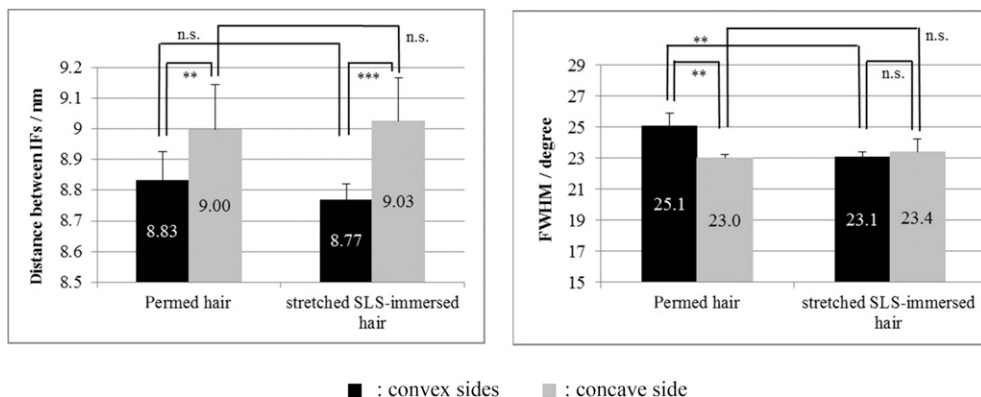 n.s.
n.s.
**
***
9.2
9.1
9
8.9
8.8
8.7
8.6
8.5
Distance between IFs / nm
8.83
9.00
8.77
9.03
Permed hair
stretched SLS-immersed
hair
n.s.
**
**
n.s.
29
27
25
23
21
19
17
15
FWHM / degree
25.1
23.0
23.1
23.4
Permed hair
stretched SLS-immersed
hair
: convex sides
: concave side